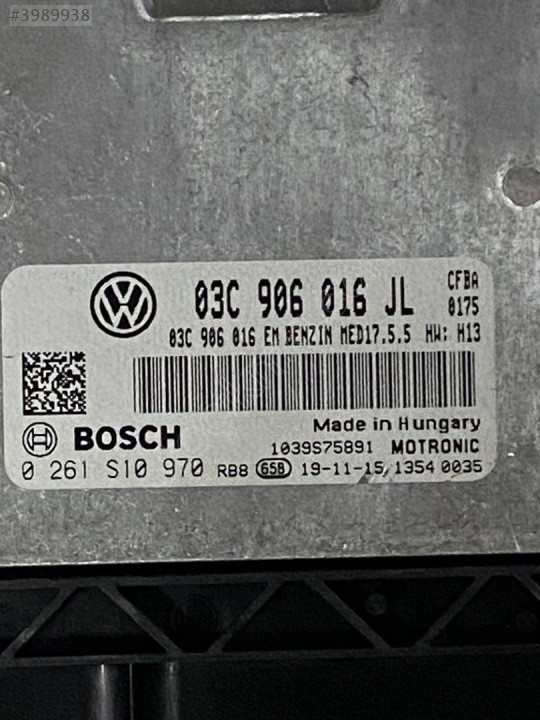 #3989938
03C 906 016 JL CFBA
0175
03C 906 016 EM BENZIN MED17.5.5 HW: H13
Made in Hungary
BOSCH 1039S75891 MOTRONIC
0 261 S10 970 RB8 65B 19-11-15/1354 0035